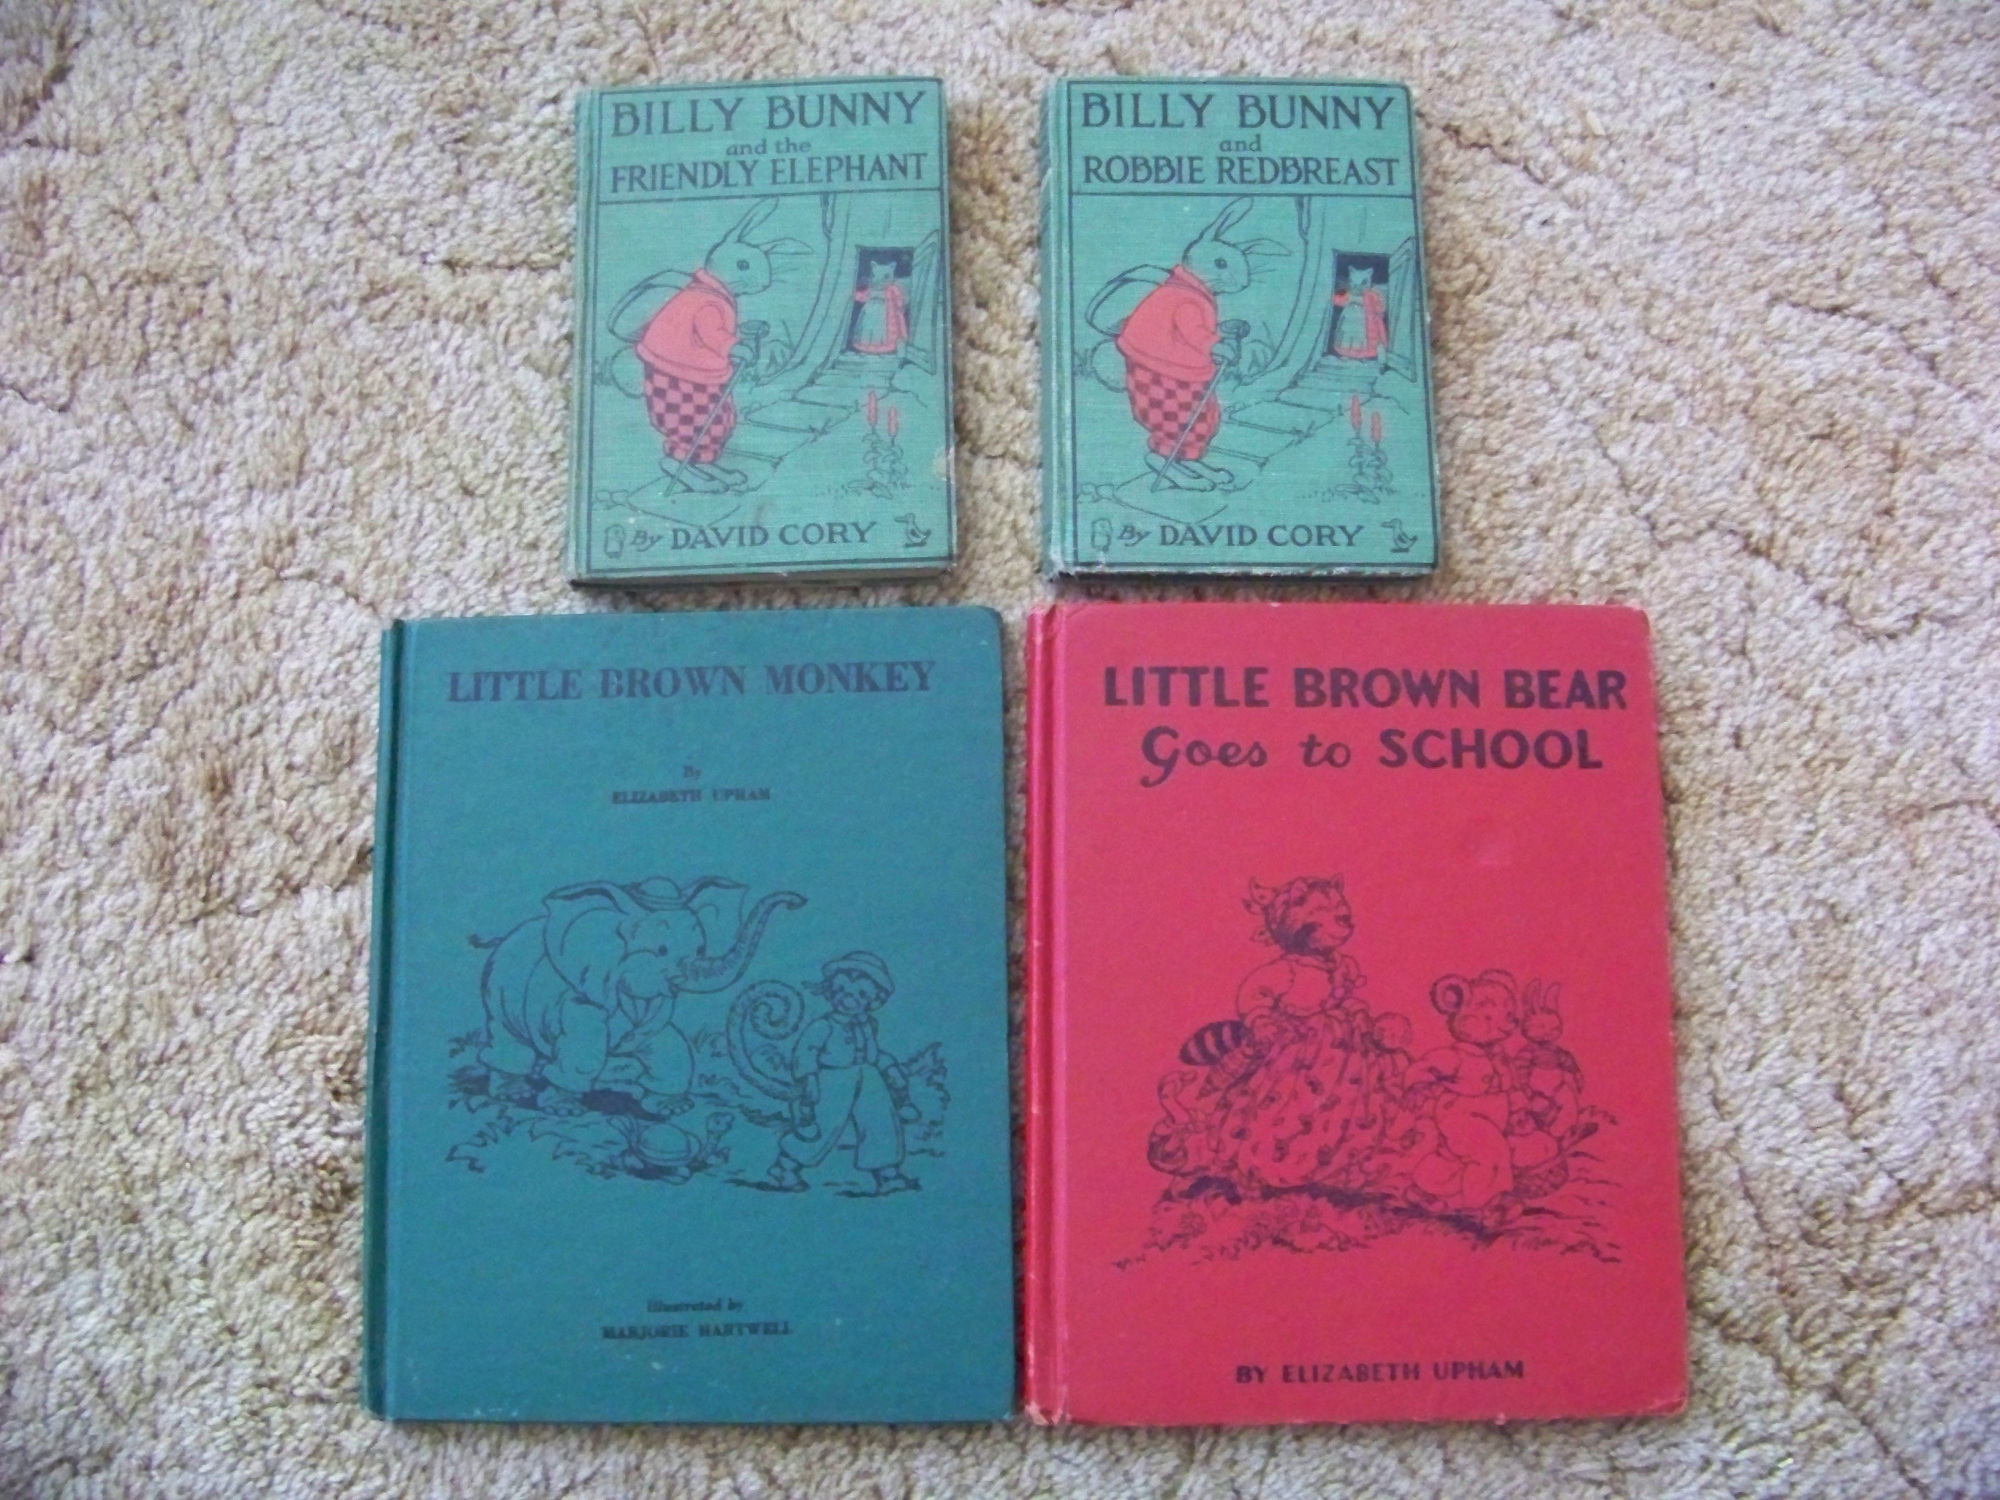 BILLY BUNNY
and the
FRIENDLY ELEPHANT
By DAVID CORY
BILLY BUNNY
and
ROBBIE REDBREAST
By DAVID CORY
LITTLE BROWN MONKEY
By
ELIZABETH UPHAM
Illustrated by
MARJORIE HARTWELL
LITTLE BROWN BEAR
Goes to SCHOOL
BY ELIZABETH UPHAM